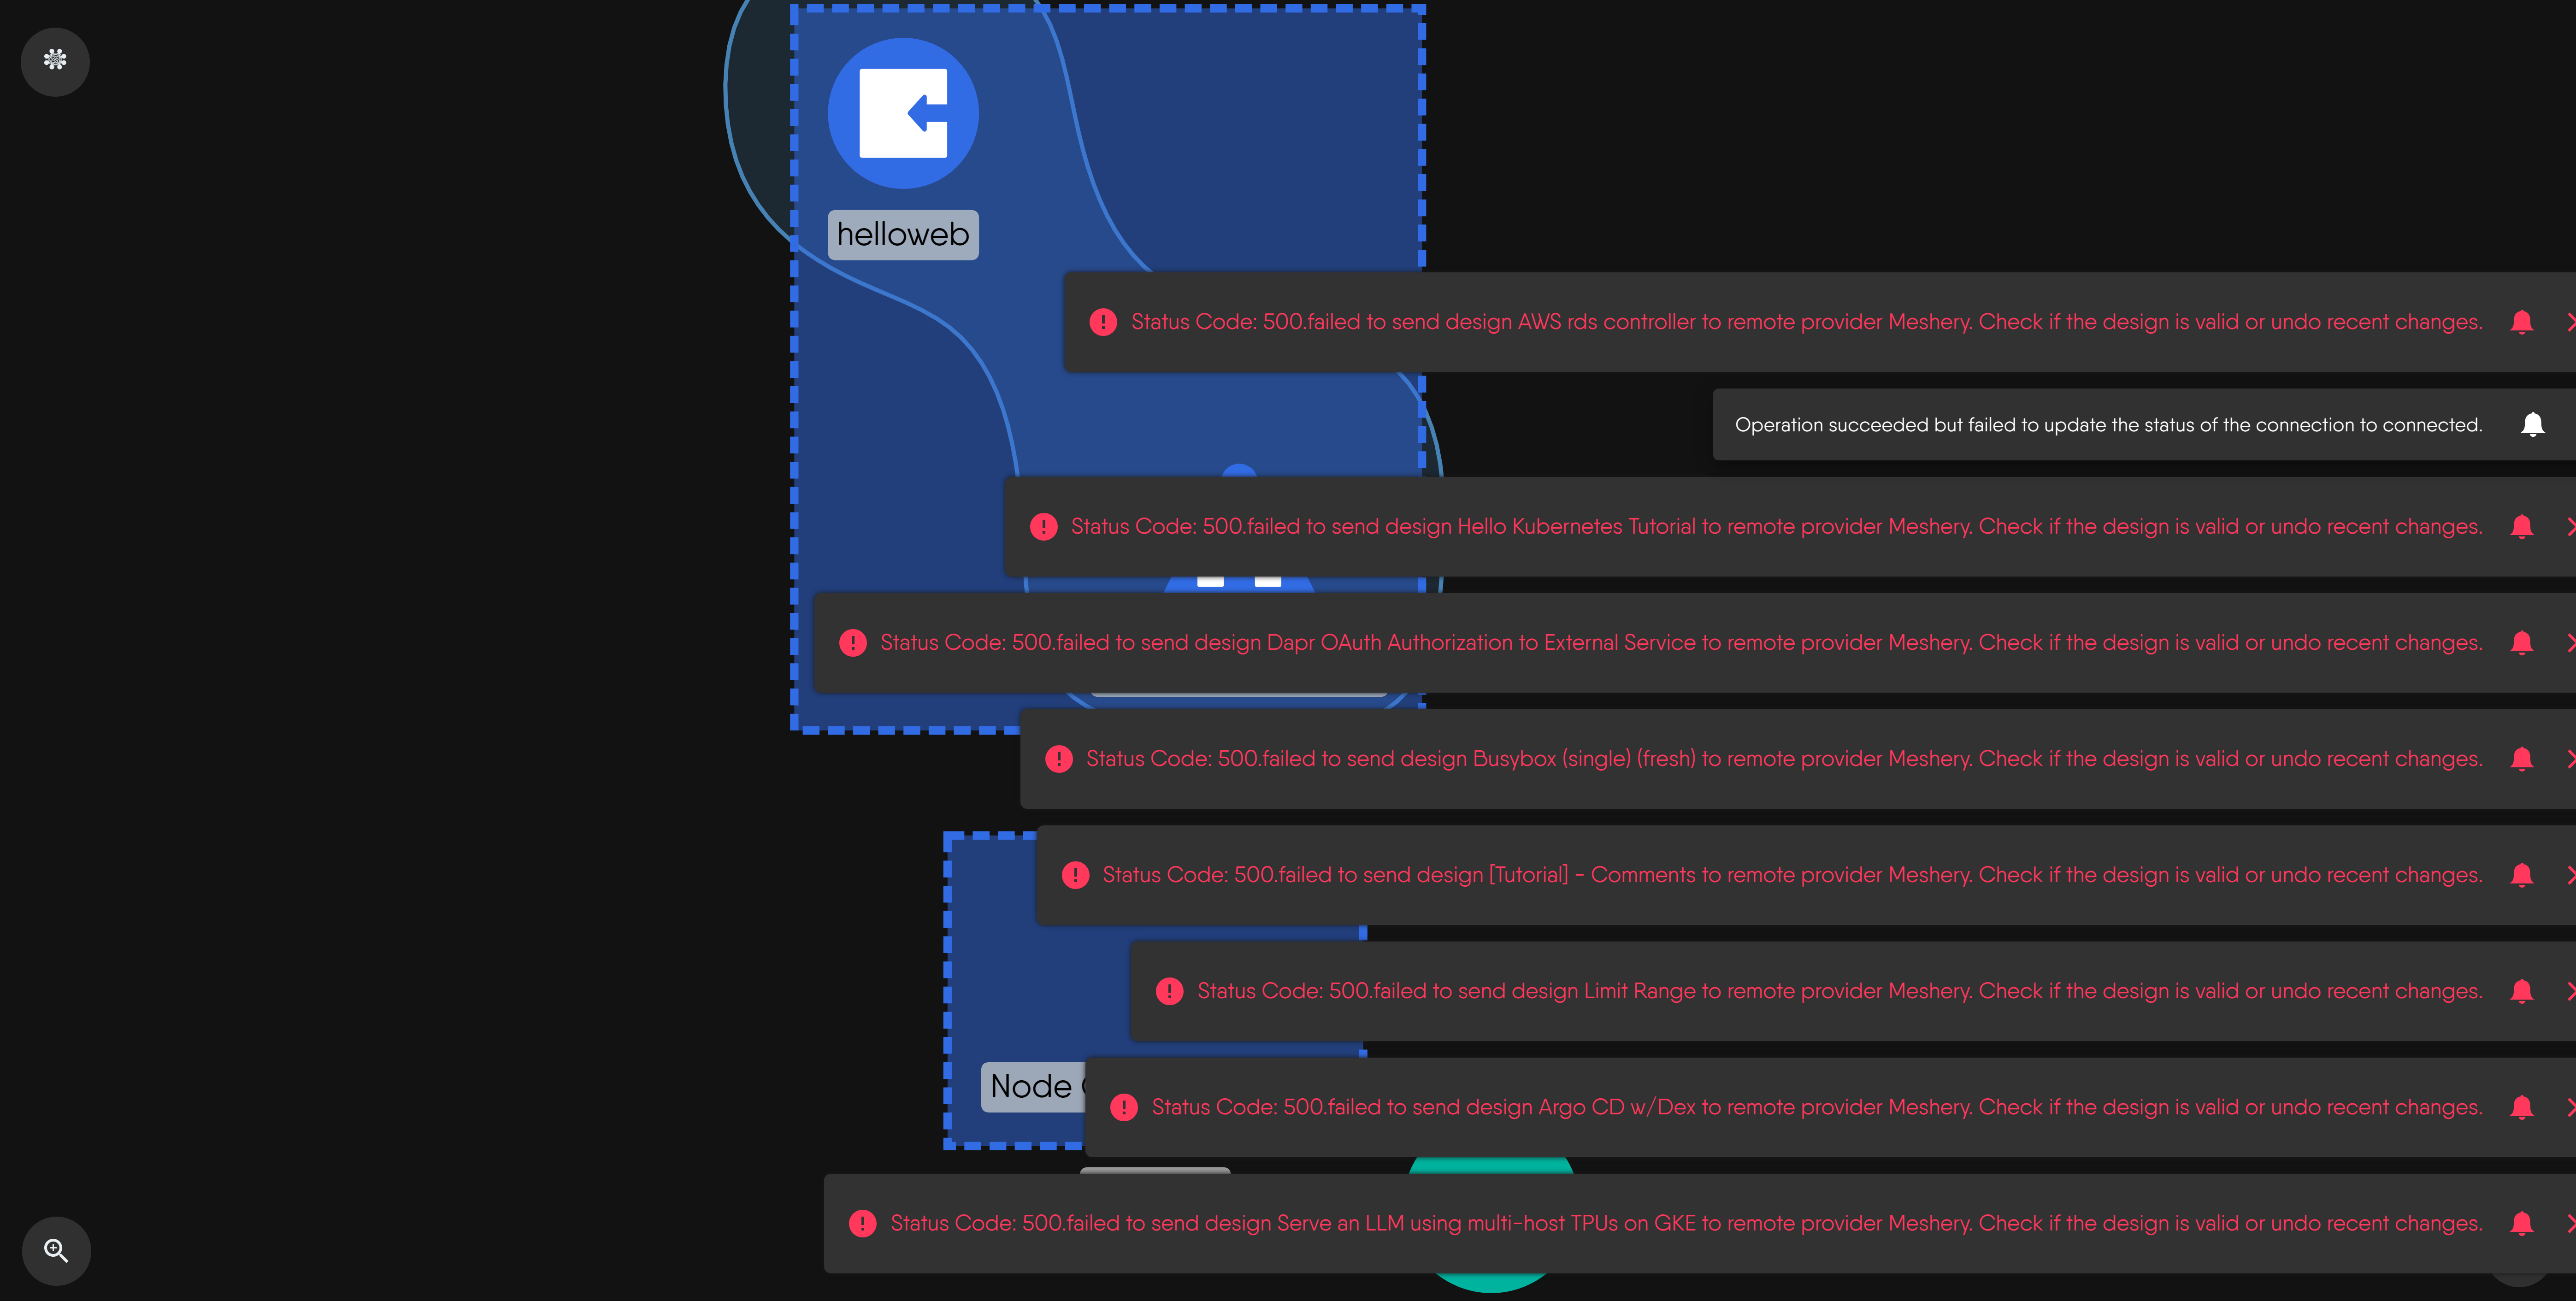 helloweb
Status Code: 500.failed to send design AWS rds controller to remote provider Meshery. Check if the design is valid or undo recent changes.
Operation succeeded but failed to update the status of the connection to connected.
Status Code: 500.failed to send design Hello Kubernetes Tutorial to remote provider Meshery. Check if the design is valid or undo recent changes.
Status Code: 500.failed to send design Dapr OAuth Authorization to External Service to remote provider Meshery. Check if the design is valid or undo recent changes.
Status Code: 500.failed to send design Busybox (single) (fresh) to remote provider Meshery. Check if the design is valid or undo recent changes.
Status Code: 500.failed to send design [Tutorial] - Comments to remote provider Meshery. Check if the design is valid or undo recent changes.
Status Code: 500.failed to send design Limit Range to remote provider Meshery. Check if the design is valid or undo recent changes.
Node
Status Code: 500.failed to send design Argo CD w/Dex to remote provider Meshery. Check if the design is valid or undo recent changes.
Status Code: 500.failed to send design Serve an LLM using multi-host TPUs on GKE to remote provider Meshery. Check if the design is valid or undo recent changes.